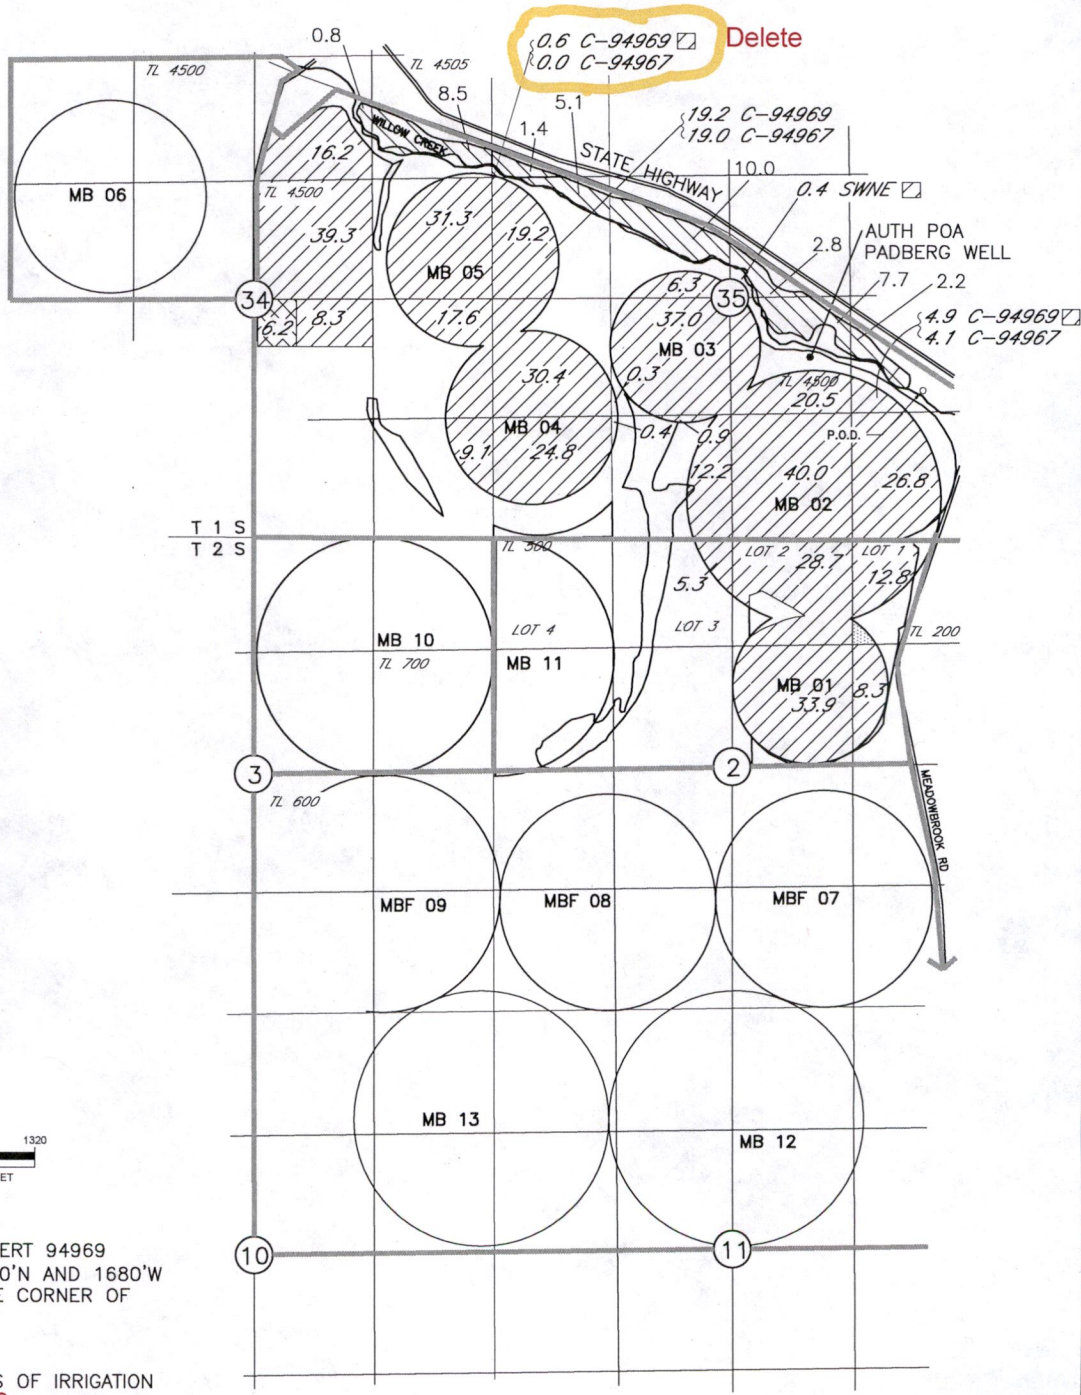 0.6 C-94969
0.0 C-94967
Delete
0.8
TL 4500
TL 4505
8.5
5.1
1.4
19.2 C-94969
19.0 C-94967
WILLOW CREEK
STATE HIGHWAY
10.0
0.4 SWNE
16.2
MB 06
TL 4500
31.3
19.2
39.3
AUTH POA
PADBERG WELL
2.8
MB 05
7.7
2.2
6.3
34
35
6.2
8.3
17.6
37.0
4.9 C-94969
4.1 C-94967
MB 03
30.4
0.3
TL 4500
20.5
MB 04
0.4
0.9
P.O.D.
9.1
24.8
12.2
40.0
26.8
MB 02
T 1 S
T 2 S
TL 500
LOT 2
28.7
LOT 1
12.8
5.3
LOT 4
LOT 3
TL 200
MB 10
TL 700
MB 11
MB 01
8.3
33.9
3
2
MEADOWBROOK RD
TL 600
MBF 09
MBF 08
MBF 07
MB 13
MB 12
1320
ET
10
11
ERT 94969
0'N AND 1680'W
E CORNER OF
S OF IRRIGATION